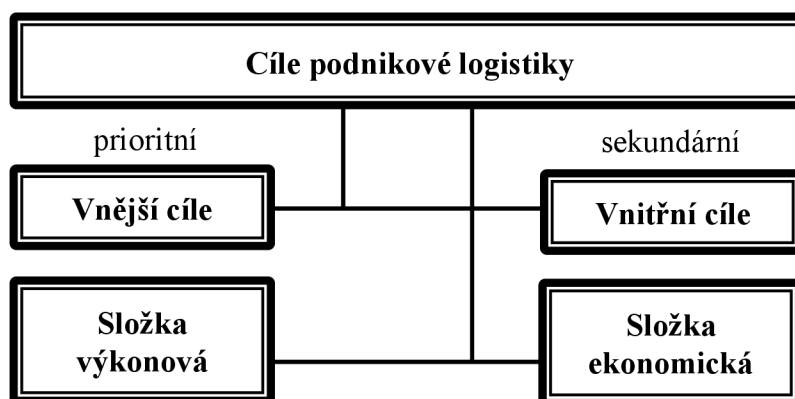 Cíle podnikové logistiky
prioritní
sekundární
Vnější cíle
Vnitřní cíle
Složka
výkonová
Složka
ekonomická